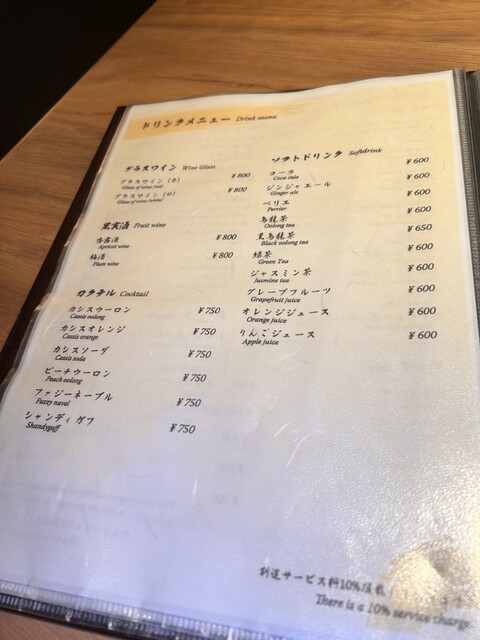 ドリンクメニュー Drink menu
グラスワイン Wine Glass
グラスワイン（赤） ¥800
Glass of wine (red)
グラスワイン（白） ¥800
Glass of wine (white)
果実酒 Fruit wine
杏露酒 ¥800
Apricot wine
梅酒 ¥800
Plum wine
カクテル Cocktail
カシスウーロン ¥750
Cassis oolong
カシスオレンジ ¥750
Cassis orange
カシスソーダ ¥750
Cassis soda
ピーチウーロン ¥750
Peach oolong
ファジーネーブル ¥750
Fuzzy navel
シャンディガフ ¥750
Shandygaff
ソフトドリンク Softdrink
コーラ ¥600
Coca cola
ジンジャエール ¥600
Ginger ale
ペリエ ¥600
Perrier
烏龍茶 ¥600
Oolong tea
黒烏龍茶 ¥650
Black oolong tea
緑茶 ¥600
Green Tea
ジャスミン茶 ¥600
Jasmine tea
グレープフルーツ ¥600
Grapefruit juice
オレンジジュース ¥600
Orange juice
りんごジュース ¥600
Apple juice
別途サービス料10%頂戴
There is a 10% service charge.